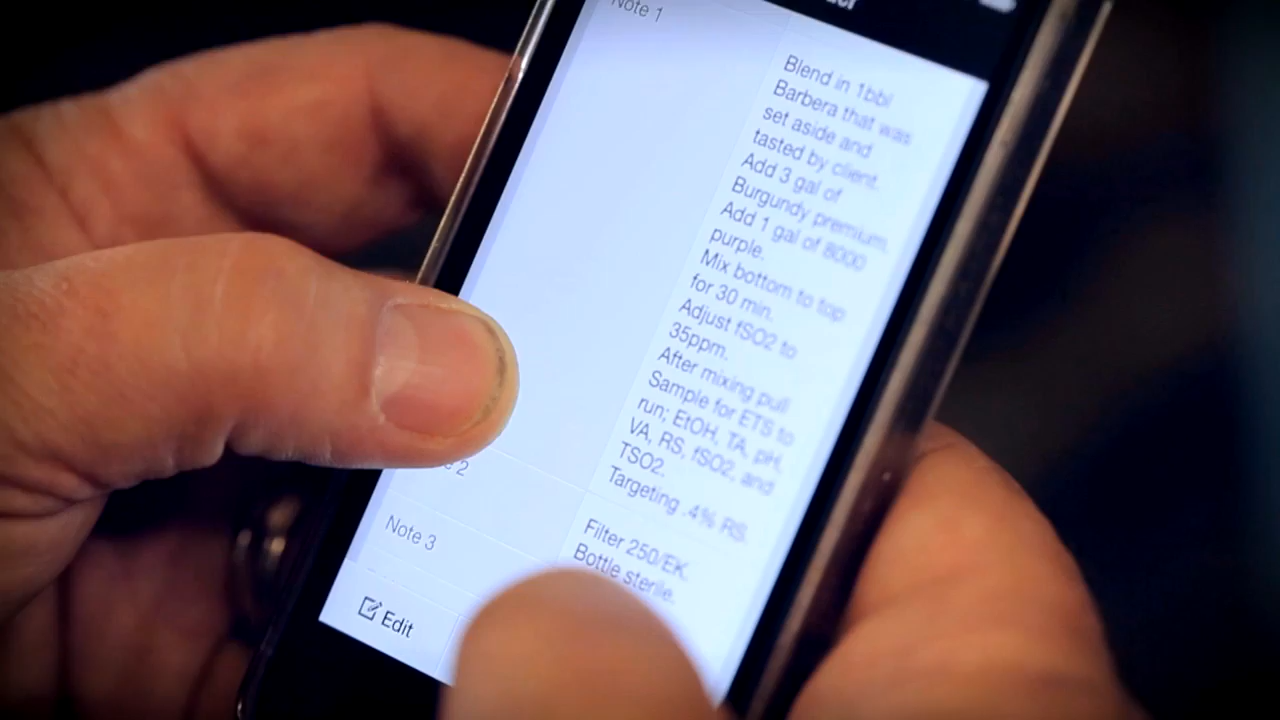 Note 1
Blend in 1bbl
Barbera that was
set aside and
tasted by client.
Add 3 gal of
Burgundy premium.
Add 1 gal of 8000
purple.
Mix bottom to top
for 30 min.
Adjust fSO2 to
35ppm.
After mixing pull
Sample for ETS to
run; EtOH, TA, pH,
VA, RS, fSO2, and
TSO2.
Targeting .4% RS.
2
Filter 250/EK.
Note 3
Bottle sterile.
Edit